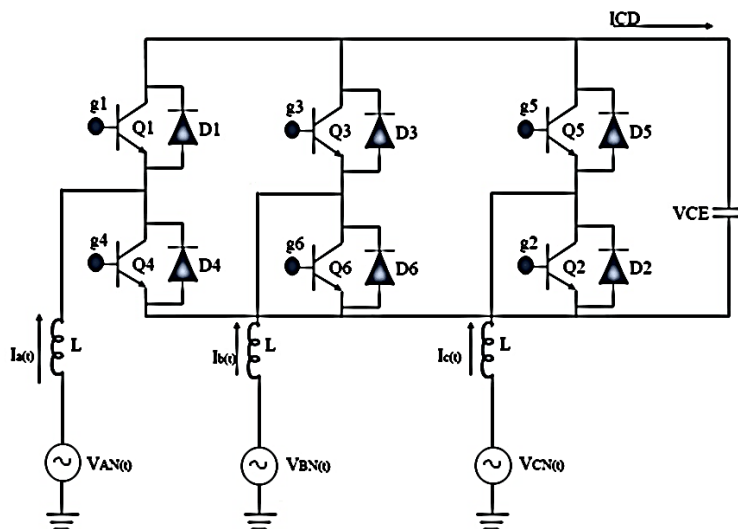 ICD
g1
Q1
D1
g3
Q3
D3
g5
Q5
D5
VCE
g4
Q4
D4
g6
Q6
D6
g2
Q2
D2
Ia(t)
L
Ib(t)
L
Ic(t)
L
VAN(t)
VBN(t)
VCN(t)